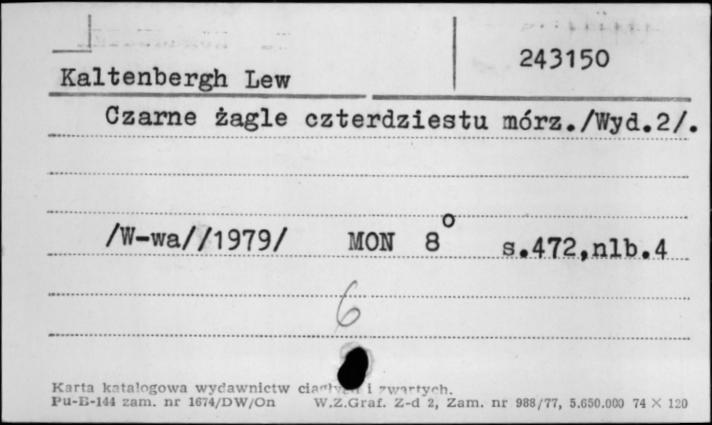 243150
Kaltenbergh Lew
Czarne żagle czterdziestu mórz./Wyd.2/.
/W-wa//1979/ MON 8° s.472,nlb.4
6
Karta katalogowa wydawnictw i zwartych.
Pu-B-144 zam. nr 1674/DW/On W.Z.Graf. Z-d 2, Zam. nr 988/77, 5.650.000 74 × 120